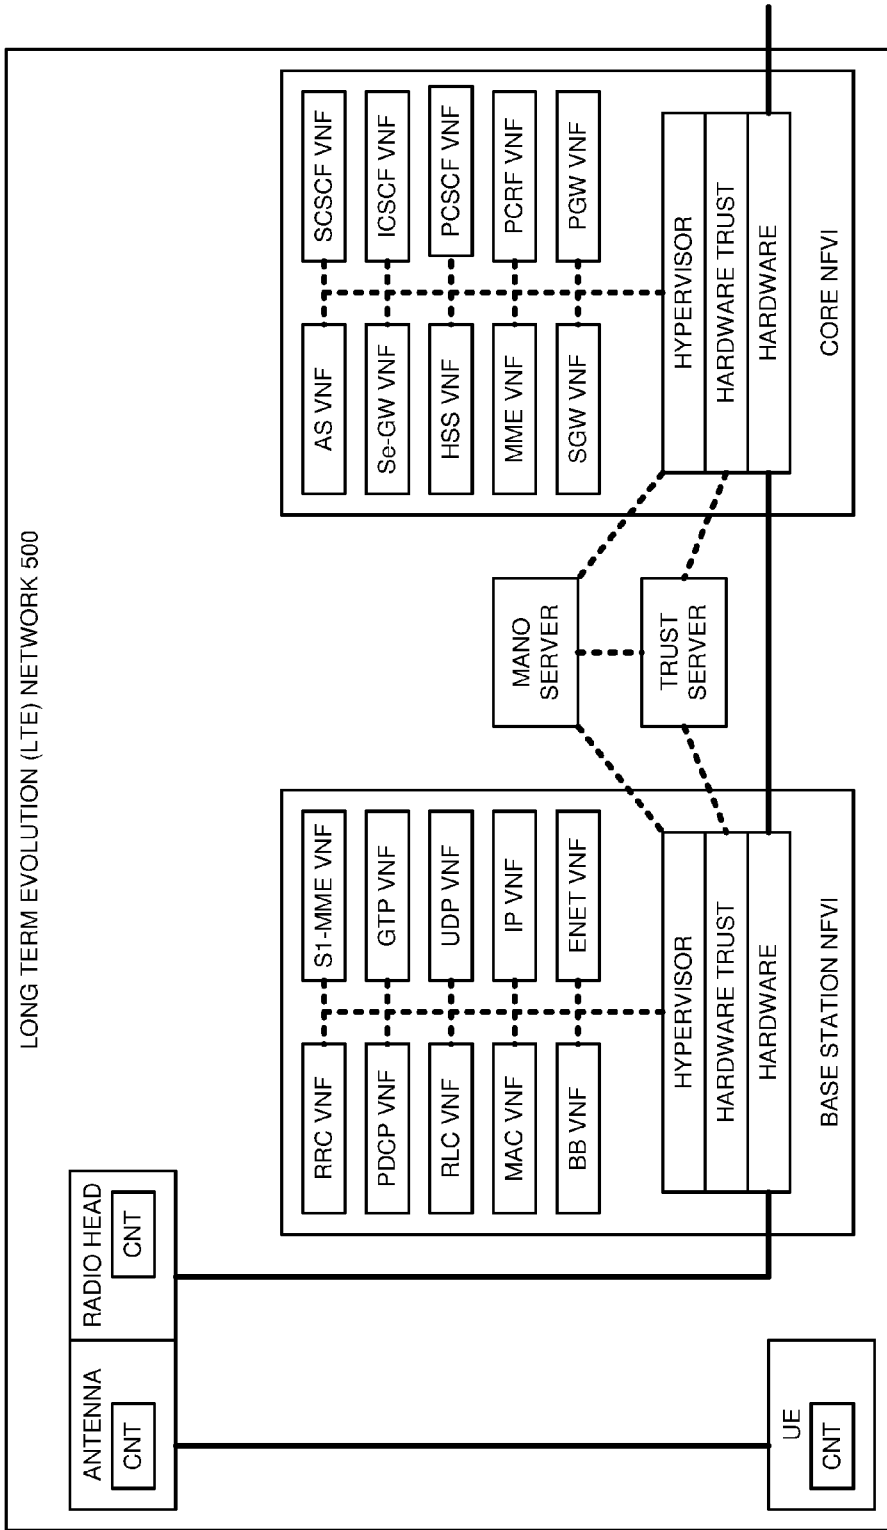 LONG TERM EVOLUTION (LTE) NETWORK 500
ANTENNA
CNT
RADIO HEAD
CNT
UE
CNT
RRC VNF
S1-MME VNF
PDCP VNF
GTP VNF
RLC VNF
UDP VNF
MAC VNF
IP VNF
BB VNF
ENET VNF
HYPERVISOR
HARDWARE TRUST
HARDWARE
BASE STATION NFVI
MANO
SERVER
TRUST
SERVER
AS VNF
SCSCF VNF
Se-GW VNF
ICSCF VNF
HSS VNF
PCSCF VNF
MME VNF
PCRF VNF
SGW VNF
PGW VNF
HYPERVISOR
HARDWARE TRUST
HARDWARE
CORE NFVI